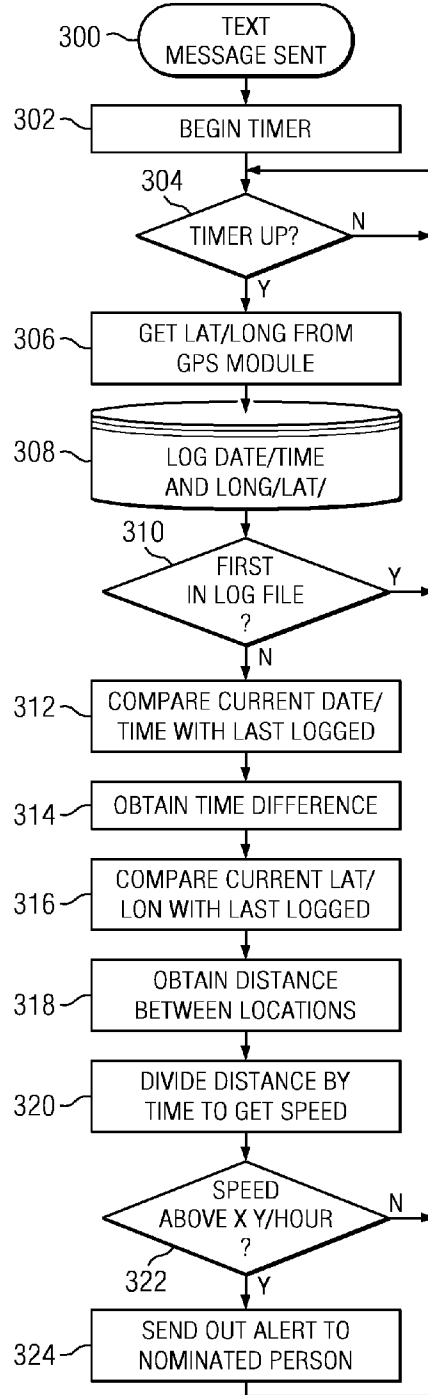 300
TEXT
MESSAGE SENT
302
BEGIN TIMER
304
TIMER UP?
N
Y
306
GET LAT/LONG FROM
GPS MODULE
308
LOG DATE/TIME
AND LONG/LAT/
310
FIRST
IN LOG FILE
?
Y
N
312
COMPARE CURRENT DATE/
TIME WITH LAST LOGGED
314
OBTAIN TIME DIFFERENCE
316
COMPARE CURRENT LAT/
LON WITH LAST LOGGED
318
OBTAIN DISTANCE
BETWEEN LOCATIONS
320
DIVIDE DISTANCE BY
TIME TO GET SPEED
SPEED
ABOVE X Y/HOUR
?
N
322
Y
324
SEND OUT ALERT TO
NOMINATED PERSON